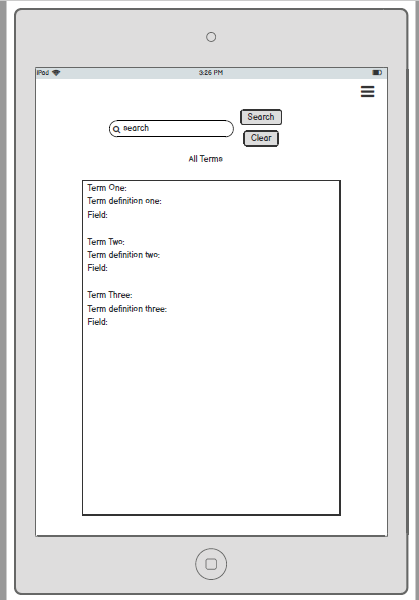 iPad 3:26 PM
search
Search
Clear
All Terms
Term One:
Term definition one:
Field:
Term Two:
Term definition two:
Field:
Term Three:
Term definition three:
Field: